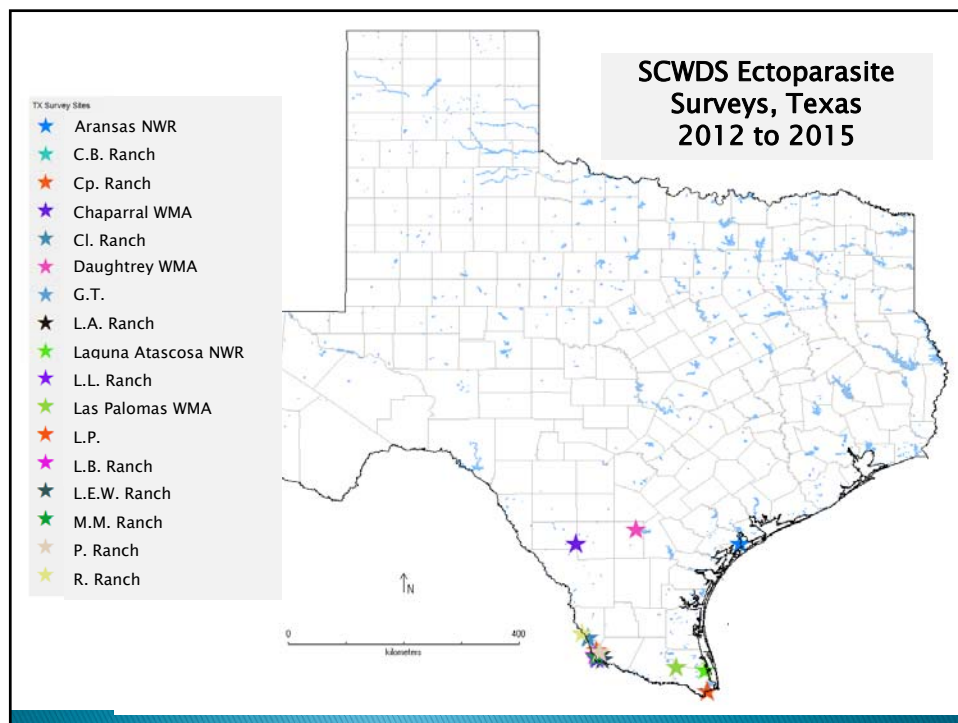 SCWDS Ectoparasite
Surveys, Texas
2012 to 2015
TX Survey Sites
Aransas NWR
C.B. Ranch
Cp. Ranch
Chaparral WMA
Cl. Ranch
Daughtrey WMA
G.T.
L.A. Ranch
Laguna Atascosa NWR
L.L. Ranch
Las Palomas WMA
L.P.
L.B. Ranch
L.E.W. Ranch
M.M. Ranch
P. Ranch
R. Ranch
N
0 400
kilometers